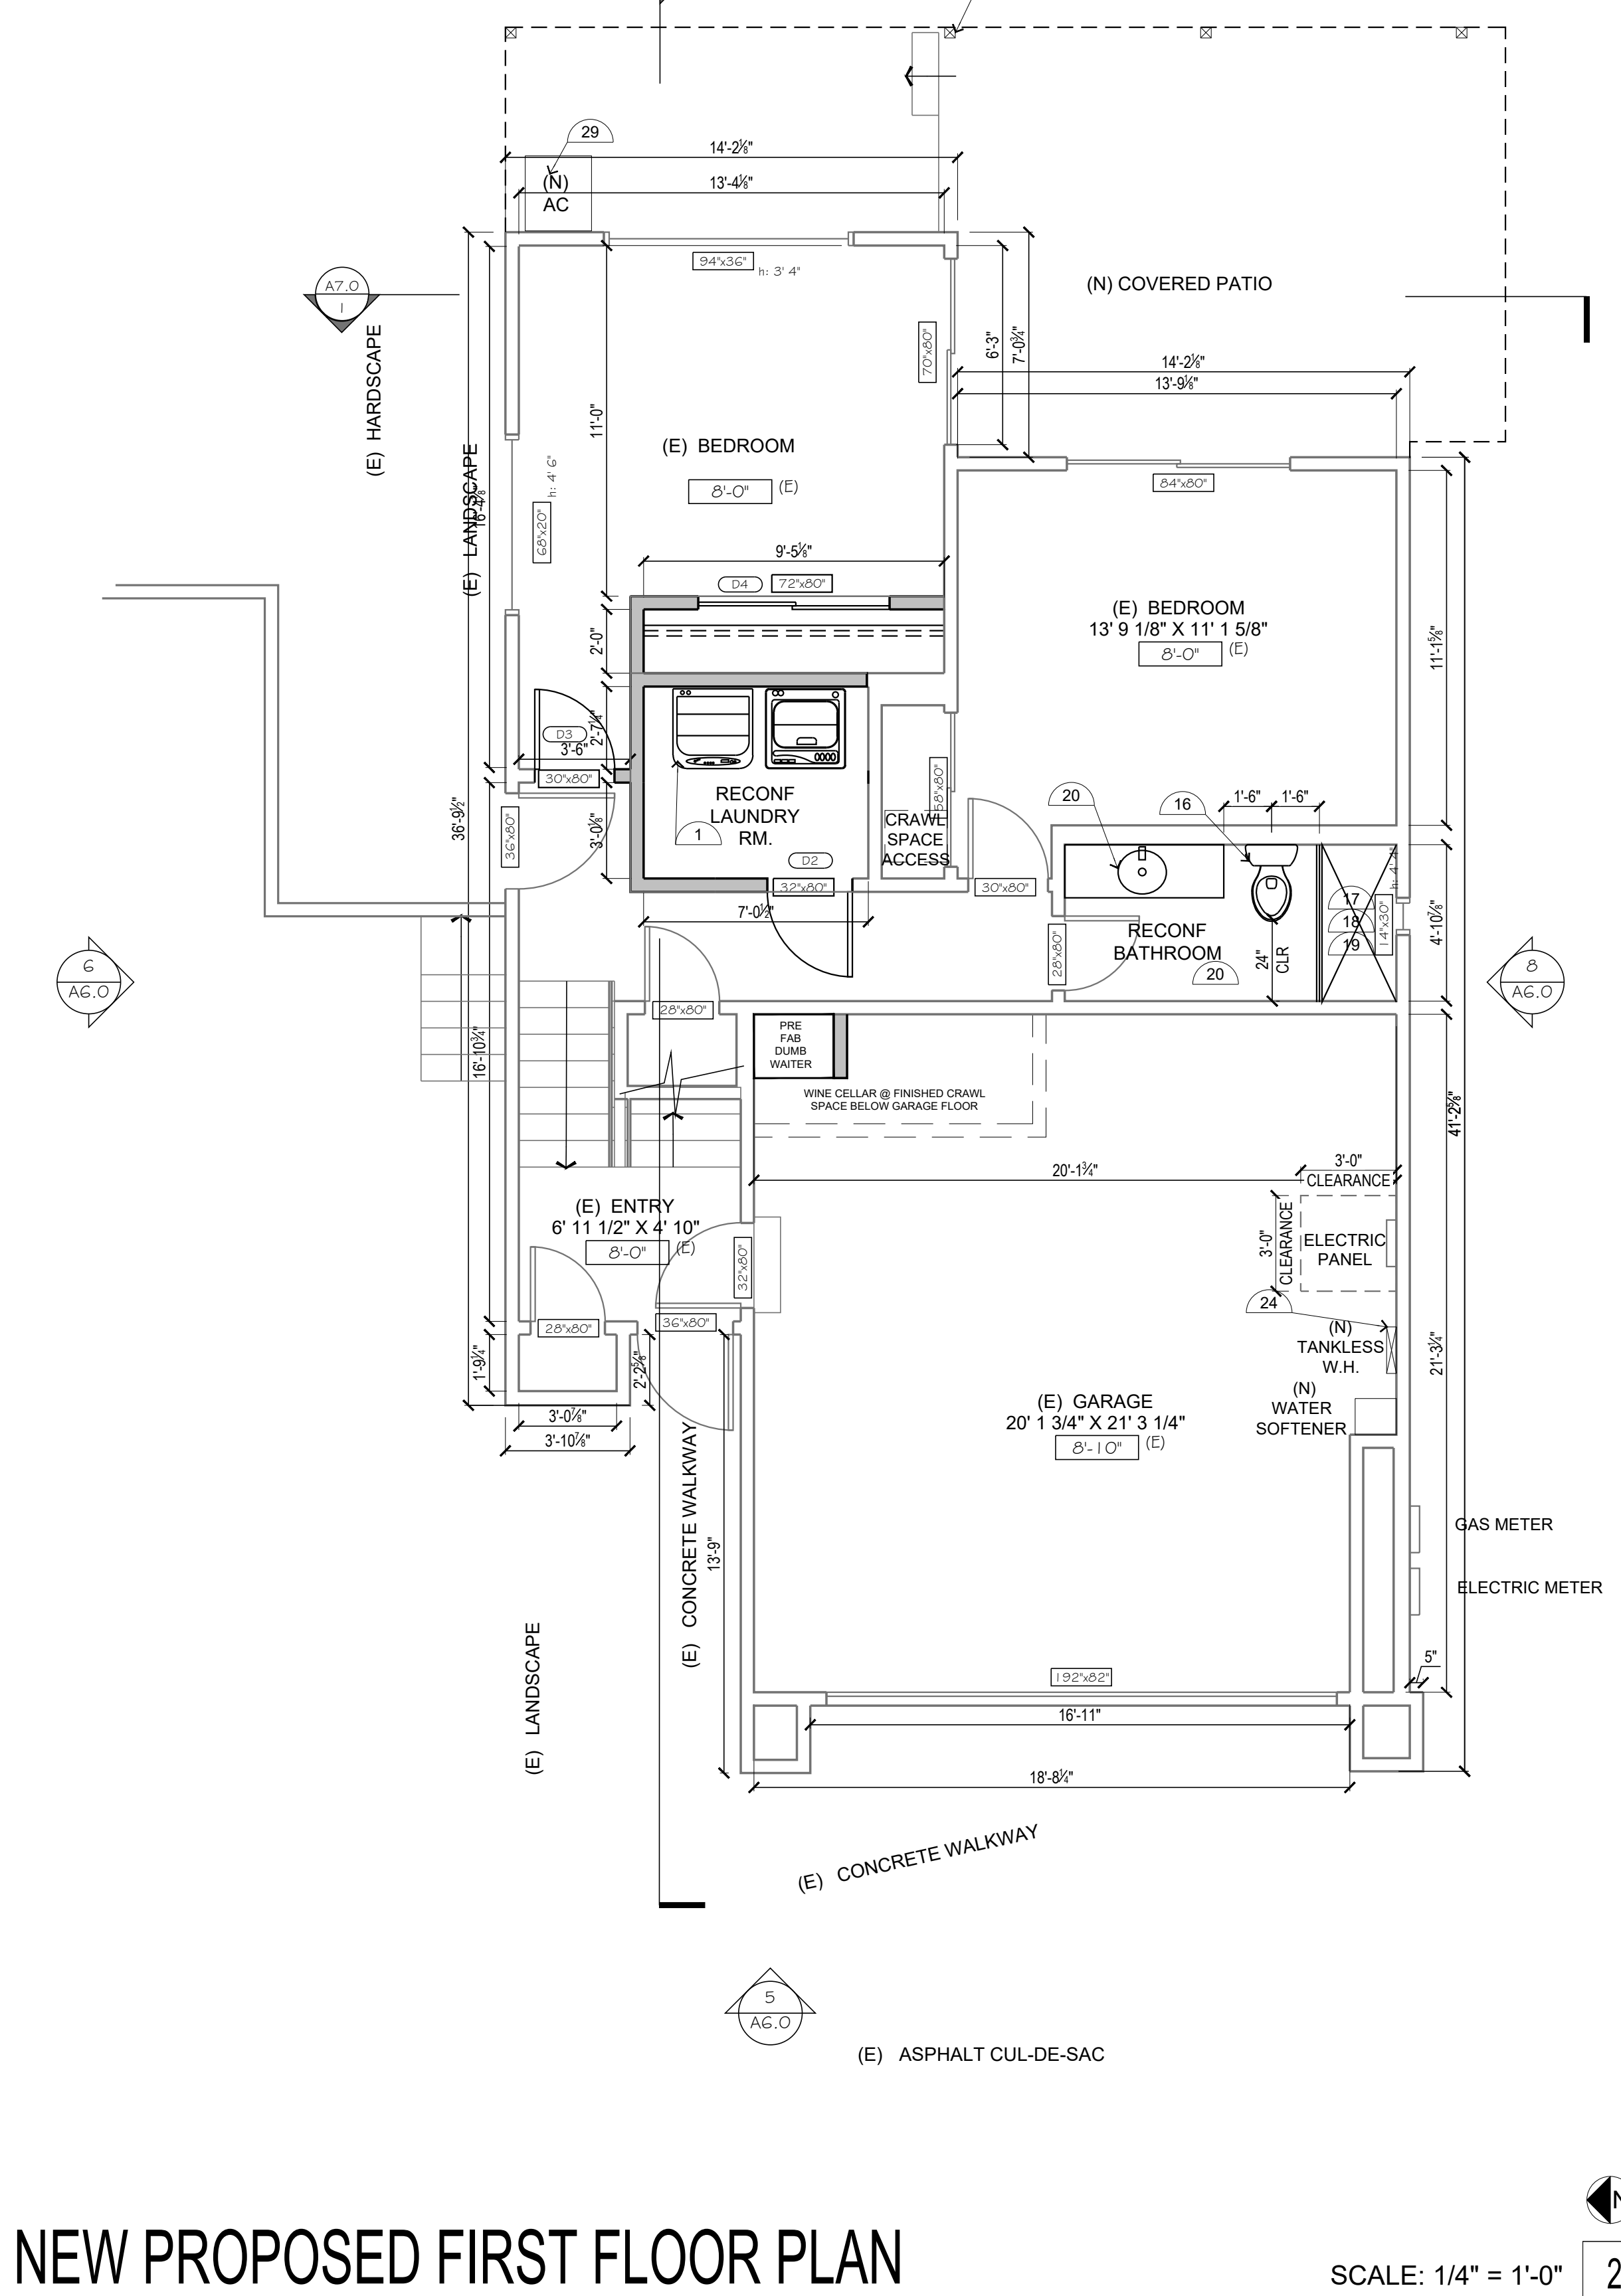 29
14'-2⅛"
(N)
AC
13'-4⅛"
94"x36"
h: 3' 4"
A7.0
1
(E) HARDSCAPE
(N) COVERED PATIO
70"x80"
6'-3"
7'-0¾"
14'-2⅛"
13'-9⅛"
11'-0"
(E) BEDROOM
8'-0"
(E)
84"x80"
h: 4' 6"
68"x20"
(E) LANDSCAPE
16'-4⅛"
9'-5⅛"
D4
72"x80"
(E) BEDROOM
13' 9 1/8" X 11' 1 5/8"
8'-0"
(E)
11'-1⅝"
2'-0"
2'-7¼"
D3
3'-6"
30"x80"
36'-9½"
36"x80"
3'-0⅛"
RECONF
LAUNDRY
RM.
1
D2
32"x80"
7'-0½"
58"x80"
CRAWL
SPACE
ACCESS
30"x80"
20
16
1'-6"
1'-6"
h: 4' 4"
17
18
19
14"x30"
4'-10⅞"
28"x80"
RECONF
BATHROOM
20
24"
CLR
6
A6.0
8
A6.0
28"x80"
PRE
FAB
DUMB
WAITER
WINE CELLAR @ FINISHED CRAWL
SPACE BELOW GARAGE FLOOR
16'-10¾"
41'-2⅝"
20'-1¾"
3'-0"
CLEARANCE
(E) ENTRY
6' 11 1/2" X 4' 10"
8'-0"
(E)
32"x80"
3'-0"
CLEARANCE
ELECTRIC
PANEL
24
28"x80"
36"x80"
(N)
TANKLESS
W.H.
1'-9¼"
2'-2⅝"
21'-3¼"
(N)
WATER
SOFTENER
(E) GARAGE
20' 1 3/4" X 21' 3 1/4"
8'-10"
(E)
3'-0⅞"
3'-10⅞"
(E) CONCRETE WALKWAY
13'-9"
GAS METER
ELECTRIC METER
(E) LANDSCAPE
5"
192"x82"
16'-11"
18'-8¼"
(E) CONCRETE WALKWAY
5
A6.0
(E) ASPHALT CUL-DE-SAC
N
NEW PROPOSED FIRST FLOOR PLAN
SCALE: 1/4" = 1'-0"
2